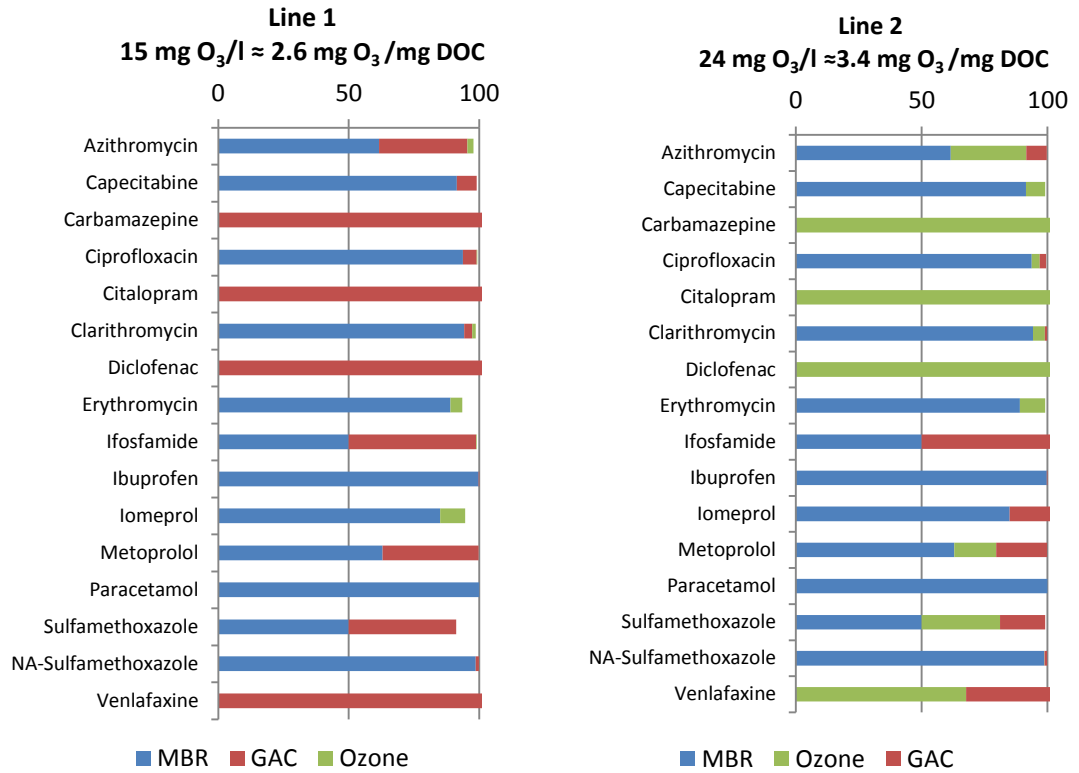 Line 1
15 mg O₃/l ≈ 2.6 mg O₃ /mg DOC
0 50 100
Azithromycin
Capecitabine
Carbamazepine
Ciprofloxacin
Citalopram
Clarithromycin
Diclofenac
Erythromycin
Ifosfamide
Ibuprofen
Iomeprol
Metoprolol
Paracetamol
Sulfamethoxazole
NA-Sulfamethoxazole
Venlafaxine
MBR GAC Ozone
Line 2
24 mg O₃/l ≈3.4 mg O₃ /mg DOC
0 50 100
Azithromycin
Capecitabine
Carbamazepine
Ciprofloxacin
Citalopram
Clarithromycin
Diclofenac
Erythromycin
Ifosfamide
Ibuprofen
Iomeprol
Metoprolol
Paracetamol
Sulfamethoxazole
NA-Sulfamethoxazole
Venlafaxine
MBR Ozone GAC